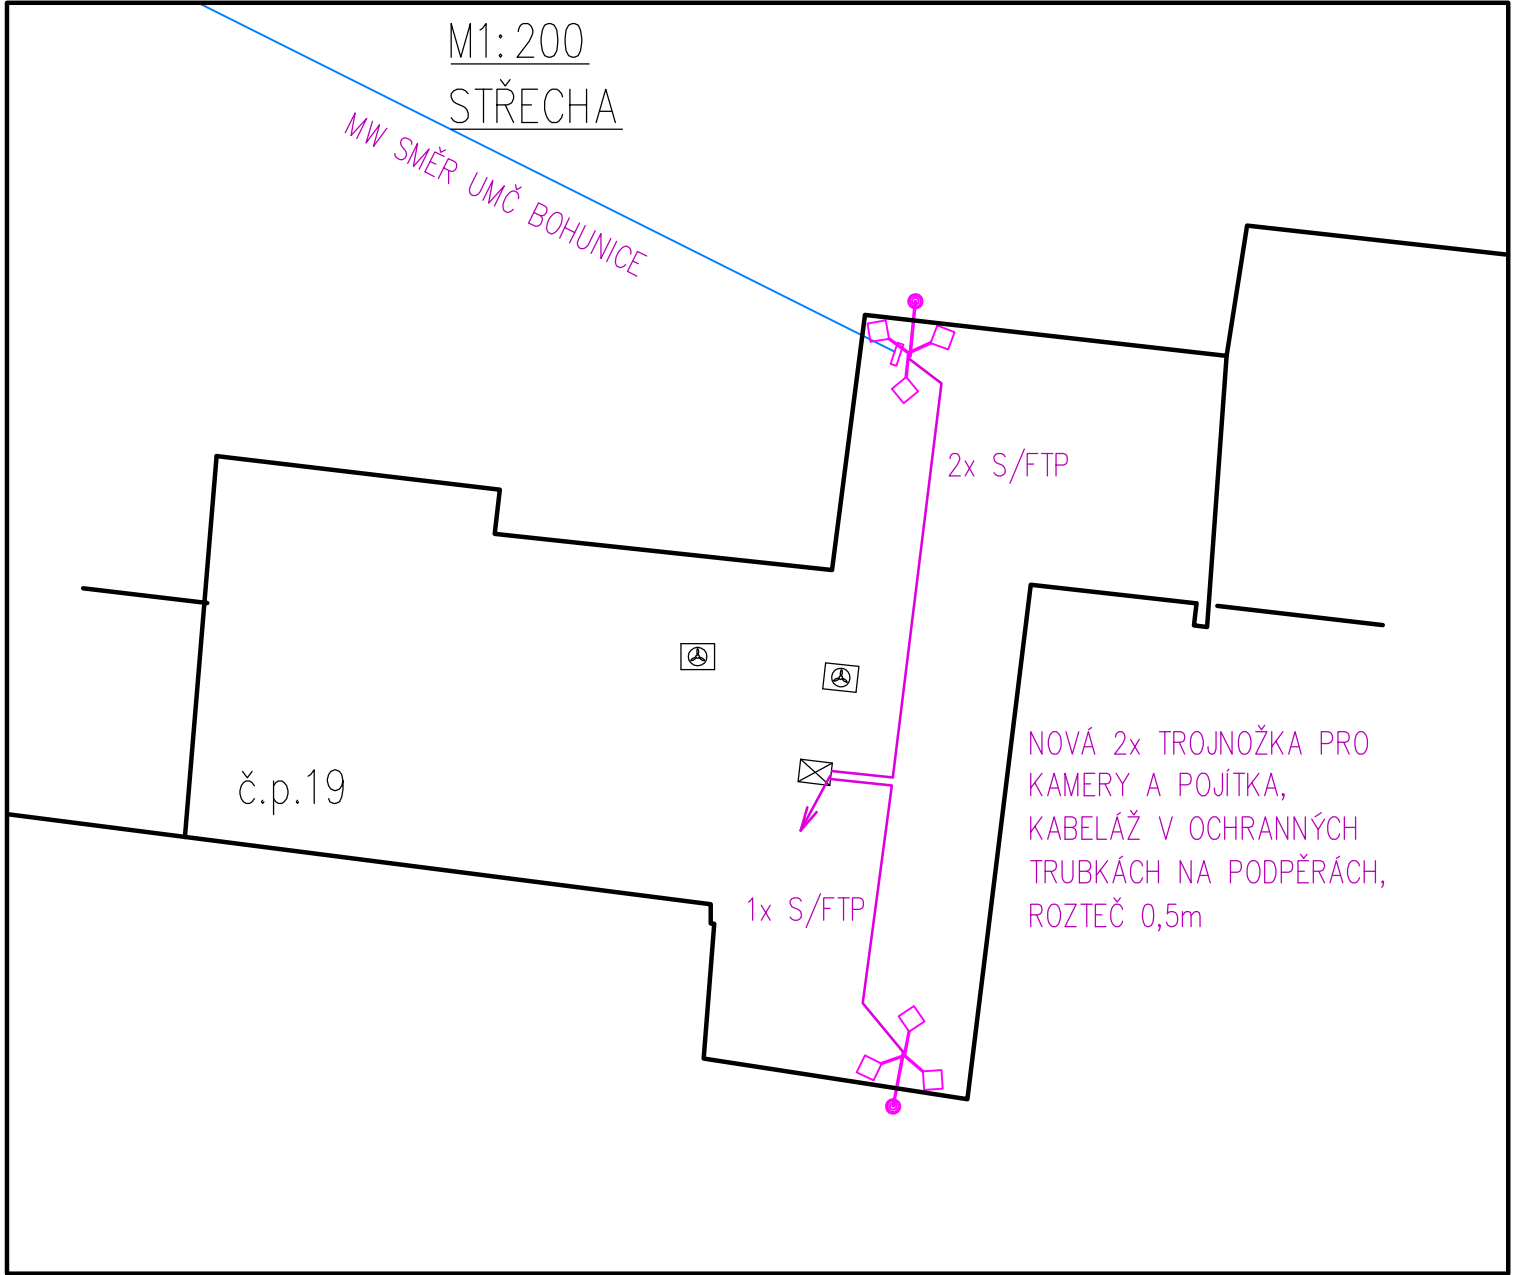 M1:200
STŘECHA
MW SMĚR UMČ BOHUNICE
2x S/FTP
č.p.19
NOVÁ 2x TROJNOŽKA PRO
KAMERY A POJÍTKA,
KABELÁŽ V OCHRANNÝCH
TRUBKÁCH NA PODPĚRÁCH,
ROZTEČ 0,5m
1x S/FTP